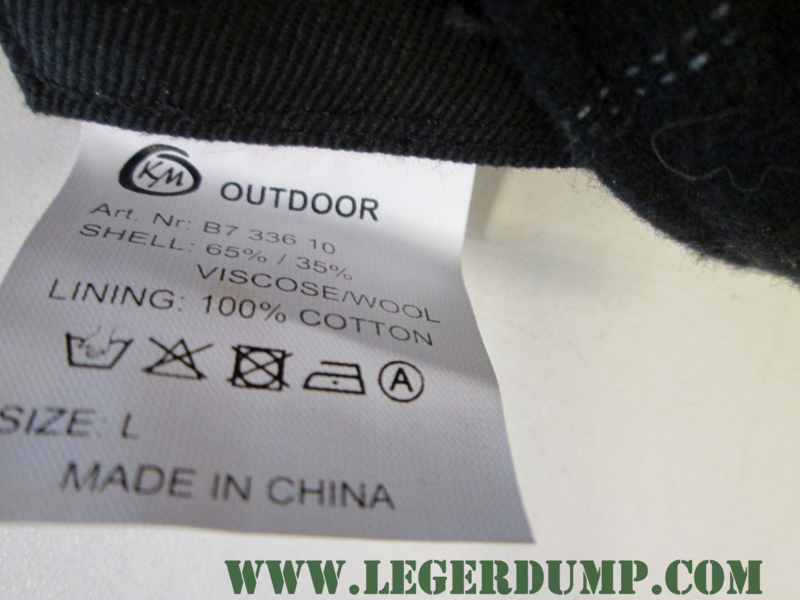 KM OUTDOOR
Art. Nr: B7 336 10
SHELL: 65% / 35%
VISCOSE/WOOL
LINING: 100% COTTON
A
SIZE: L
MADE IN CHINA
WWW.LEGERDUMP.COM